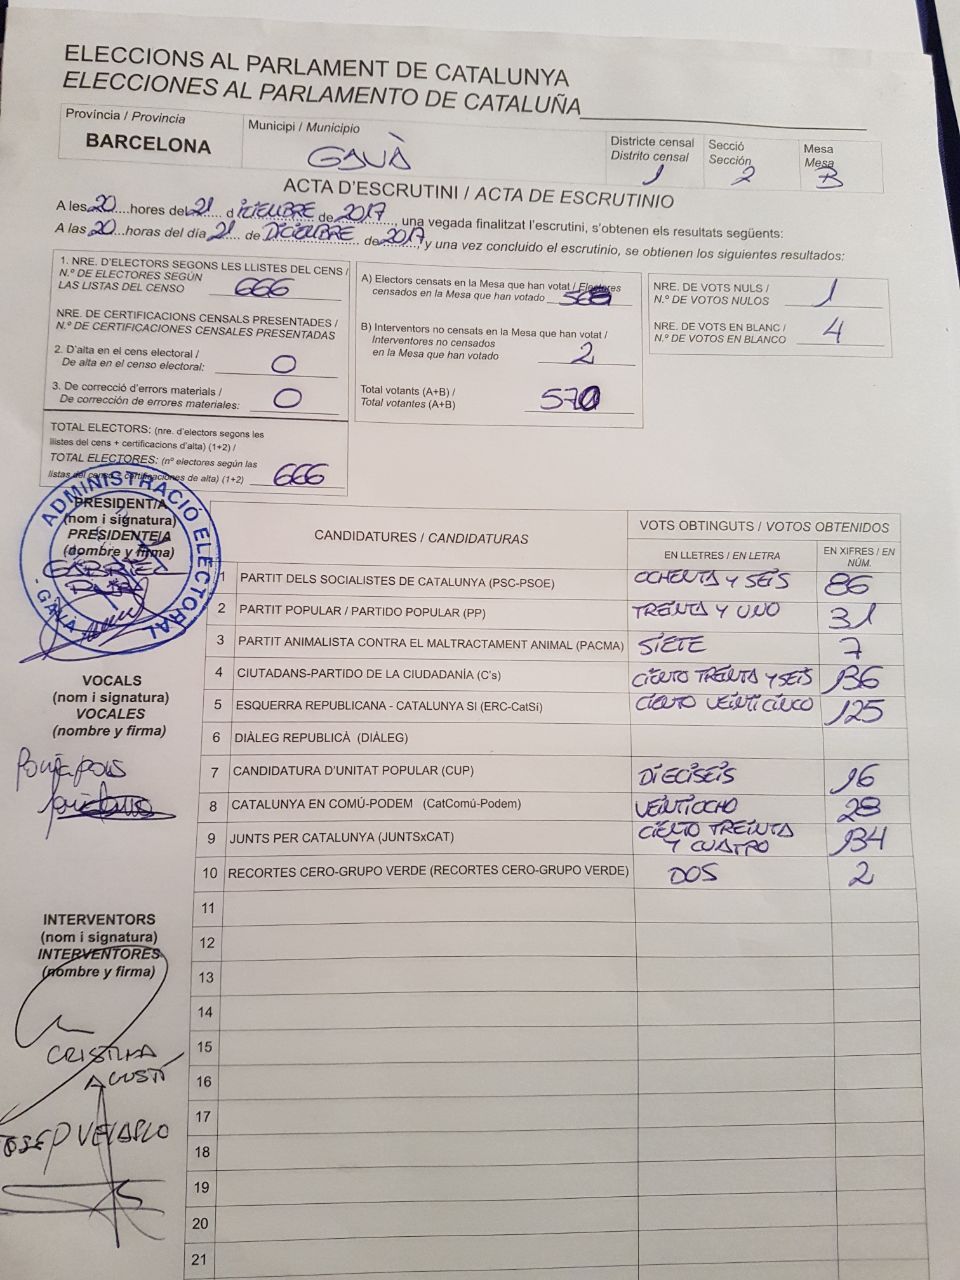 ELECCIONS AL PARLAMENT DE CATALUNYA
ELECCIONES AL PARLAMENTO DE CATALUÑA
Província / Provincia
BARCELONA
Municipi / Municipio
GAVÀ
Districte censal
Distrito censal
1
Secció
Sección
2
Mesa
Mesa
B
ACTA D'ESCRUTINI / ACTA DE ESCRUTINIO
A les 20 hores del 21 d ICIEMBRE de 2017, una vegada finalitzat l'escrutini, s'obtenen els resultats següents:
A las 20 horas del día 21 de DICIEMBRE de 2017 y una vez concluido el escrutinio, se obtienen los siguientes resultados:
1. NRE. D'ELECTORS SEGONS LES LLISTES DEL CENS /
N.º DE ELECTORES SEGÚN
LAS LISTAS DEL CENSO 666
NRE. DE CERTIFICACIONS CENSALS PRESENTADES /
N.º DE CERTIFICACIONES CENSALES PRESENTADAS
2. D'alta en el cens electoral /
De alta en el censo electoral: 0
3. De correcció d'errors materials /
De corrección de errores materiales: 0
TOTAL ELECTORS: (nre. d'electors segons les
llistes del cens + certificacions d'alta) (1+2) /
TOTAL ELECTORES: (nº electores según las
listas del censo + certificaciones de alta) (1+2) 666
A) Electors censats en la Mesa que han votat / Electores
censados en la Mesa que han votado 568
B) Interventors no censats en la Mesa que han votat /
Interventores no censados
en la Mesa que han votado 2
Total votants (A+B) /
Total votantes (A+B) 570
NRE. DE VOTS NULS /
N.º DE VOTOS NULOS 1
NRE. DE VOTS EN BLANC /
N.º DE VOTOS EN BLANCO 4
ADMINISTRACIÓ ELECTORAL
- GAVÀ -
PRESIDENT/A
(nom i signatura)
PRESIDENTE/A
(nombre y firma)
GABRIEL
VOCALS
(nom i signatura)
VOCALES
(nombre y firma)
INTERVENTORS
(nom i signatura)
INTERVENTORES
(nombre y firma)
CRISTINA
AGUSTÍ
CANDIDATURES / CANDIDATURAS
VOTS OBTINGUTS / VOTOS OBTENIDOS
EN LLETRES / EN LETRA
EN XIFRES / EN NÚM.
1 PARTIT DELS SOCIALISTES DE CATALUNYA (PSC-PSOE) OCHENTA Y SEIS 86
2 PARTIT POPULAR / PARTIDO POPULAR (PP) TREINTA Y UNO 31
3 PARTIT ANIMALISTA CONTRA EL MALTRACTAMENT ANIMAL (PACMA) SIETE 7
4 CIUTADANS-PARTIDO DE LA CIUDADANÍA (C's) CIENTO TREINTA Y SEIS 136
5 ESQUERRA REPUBLICANA - CATALUNYA SI (ERC-CatSí) CIENTO VEINTICINCO 125
6 DIÀLEG REPUBLICÀ (DIÀLEG)
7 CANDIDATURA D'UNITAT POPULAR (CUP) DIECISEIS 16
8 CATALUNYA EN COMÚ-PODEM (CatComú-Podem) VEINTIOCHO 28
9 JUNTS PER CATALUNYA (JUNTSxCAT) CIENTO TREINTA Y CUATRO 134
10 RECORTES CERO-GRUPO VERDE (RECORTES CERO-GRUPO VERDE) DOS 2
11
12
13
14
15
16
17
18
19
20
21